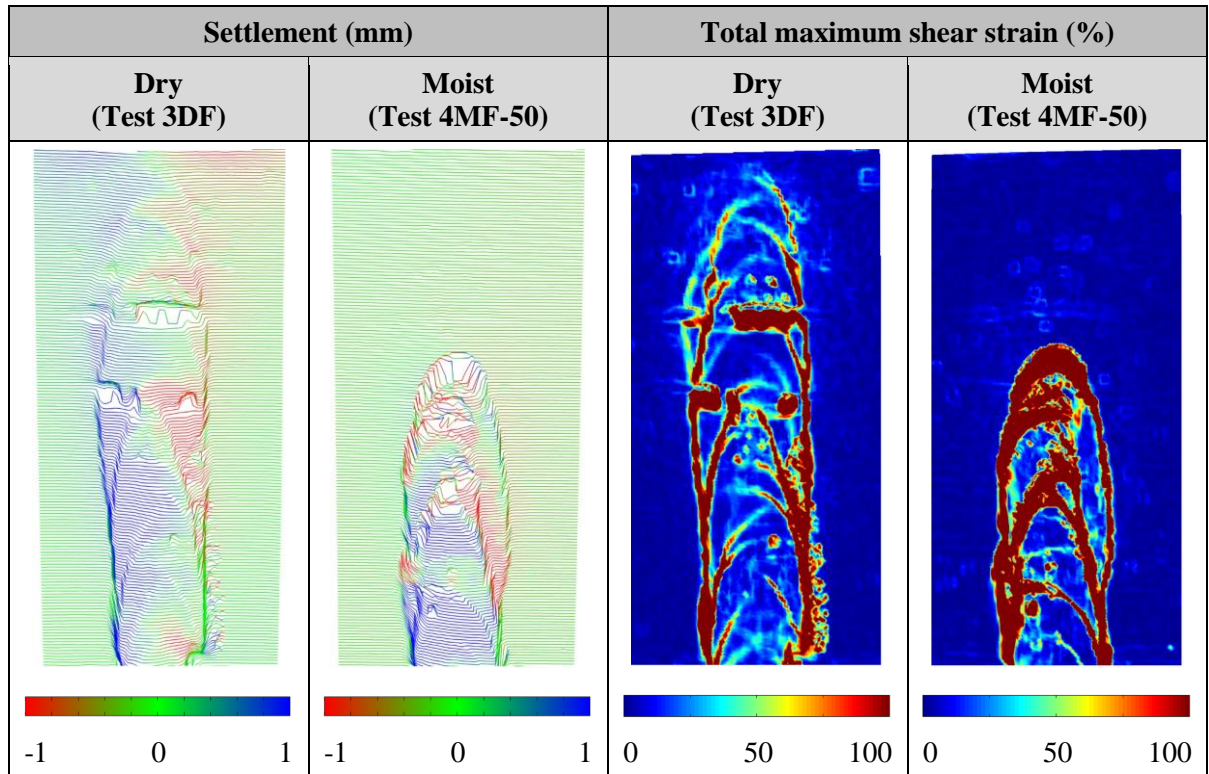 Settlement (mm)
Total maximum shear strain (%)
Dry
(Test 3DF)
Moist
(Test 4MF-50)
Dry
(Test 3DF)
Moist
(Test 4MF-50)
-1 0 1
-1 0 1
0 50 100
0 50 100